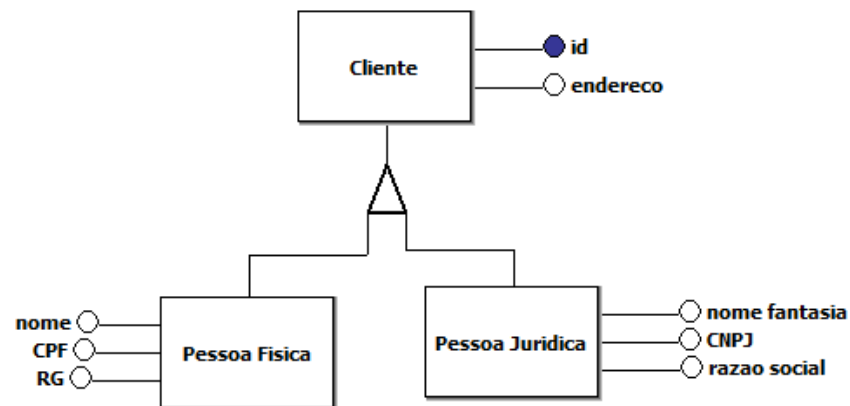 Cliente
id
endereco
nome
CPF
RG
Pessoa Fisica
Pessoa Juridica
nome fantasia
CNPJ
razao social